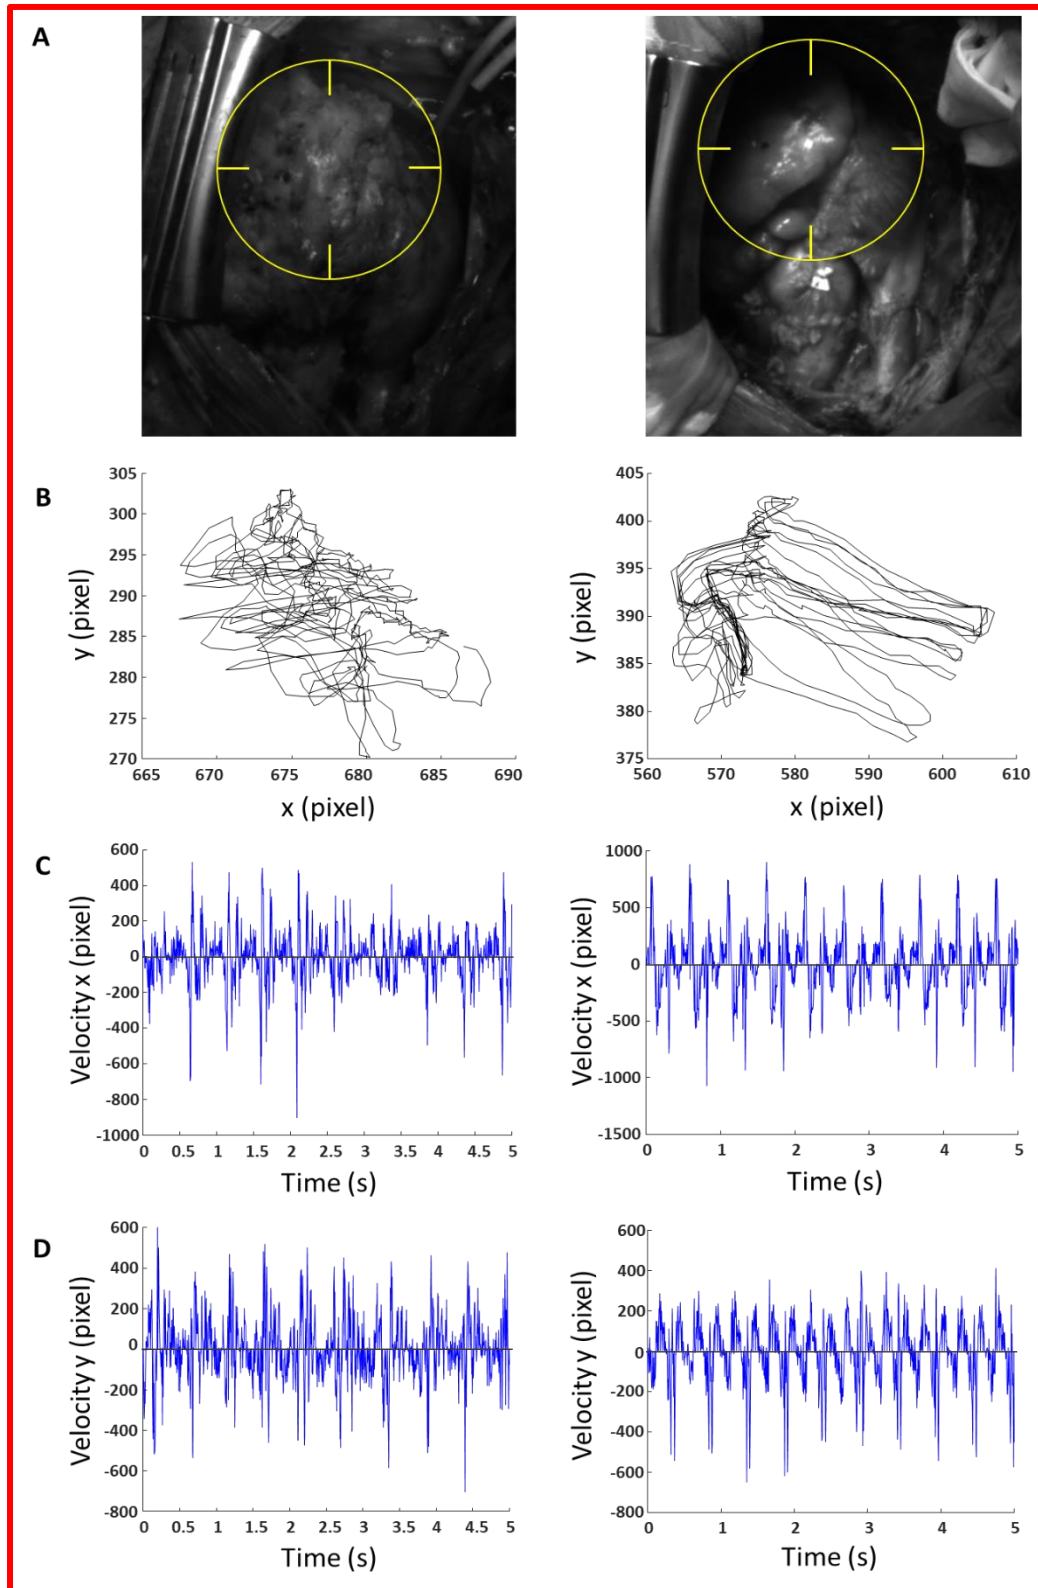 A
B
305
300
295
290
285
280
275
270
665 670 675 680 685 690
y (pixel)
x (pixel)
405
400
395
390
385
380
375
560 570 580 590 600 610
y (pixel)
x (pixel)
C
600
400
200
0
-200
-400
-600
-800
-1000
0 0.5 1 1.5 2 2.5 3 3.5 4 4.5 5
Velocity x (pixel)
Time (s)
1000
500
0
-500
-1000
-1500
0 1 2 3 4 5
Velocity x (pixel)
Time (s)
D
600
400
200
0
-200
-400
-600
-800
0 0.5 1 1.5 2 2.5 3 3.5 4 4.5 5
Velocity y (pixel)
Time (s)
600
400
200
0
-200
-400
-600
-800
0 1 2 3 4 5
Velocity y (pixel)
Time (s)